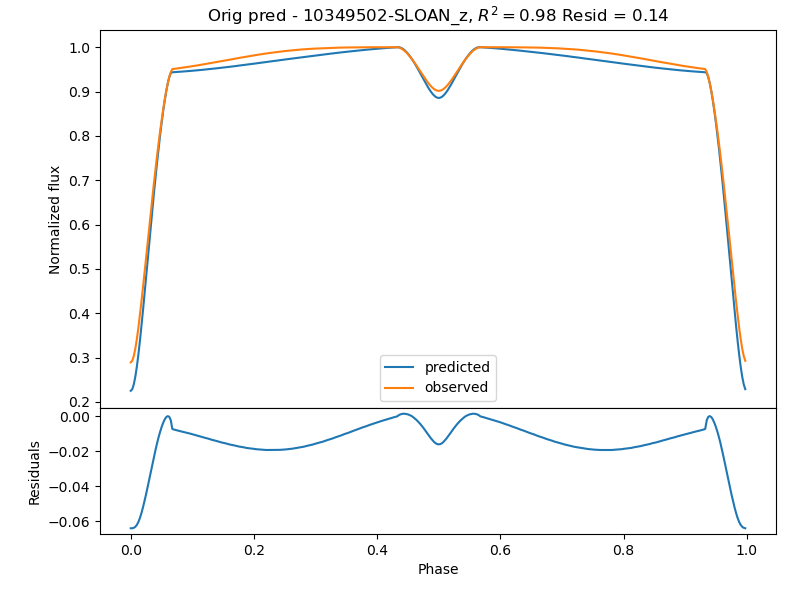 Orig pred - 10349502-SLOAN_z, R² = 0.98 Resid = 0.14
1.0
0.9
0.8
0.7
0.6
0.5
0.4
0.3
0.2
Normalized flux
predicted
observed
0.00
−0.02
−0.04
−0.06
Residuals
0.0 0.2 0.4 0.6 0.8 1.0
Phase